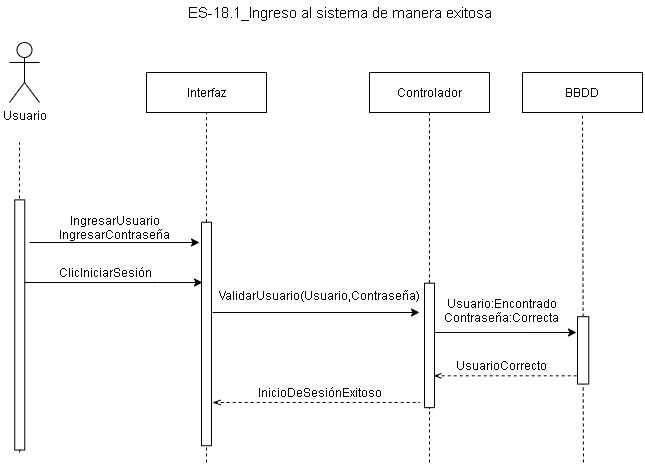 ES-18.1_Ingreso al sistema de manera exitosa
Usuario
Interfaz
Controlador
BBDD
IngresarUsuario
IngresarContraseña
ClicIniciarSesión
ValidarUsuario(Usuario,Contraseña)
Usuario:Encontrado
Contraseña:Correcta
UsuarioCorrecto
InicioDeSesiónExitoso